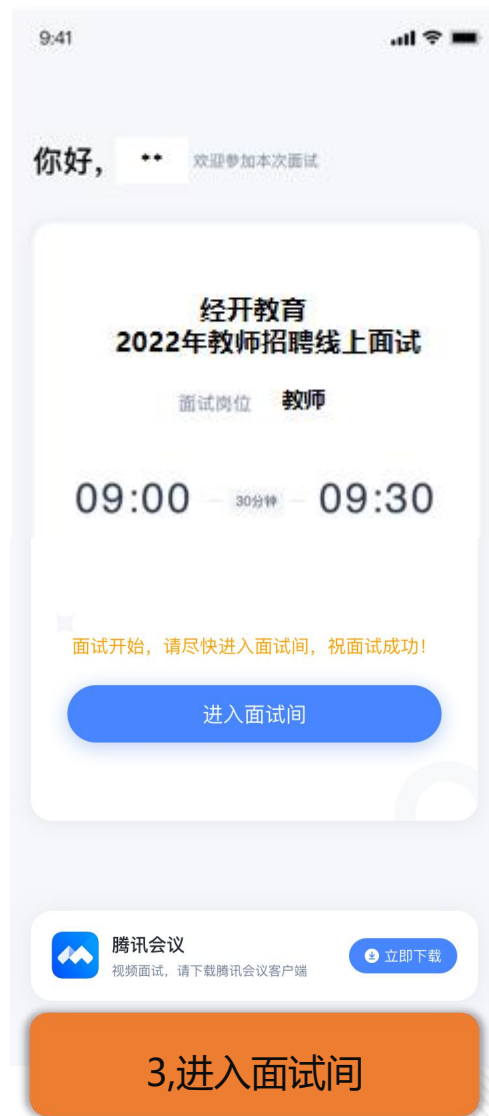 9:41
你好， ** 欢迎参加本次面试
经开教育
2022年教师招聘线上面试
面试岗位 教师
09:00 — 30分钟 — 09:30
面试开始，请尽快进入面试间，祝面试成功！
进入面试间
腾讯会议
视频面试，请下载腾讯会议客户端
立即下载
3,进入面试间